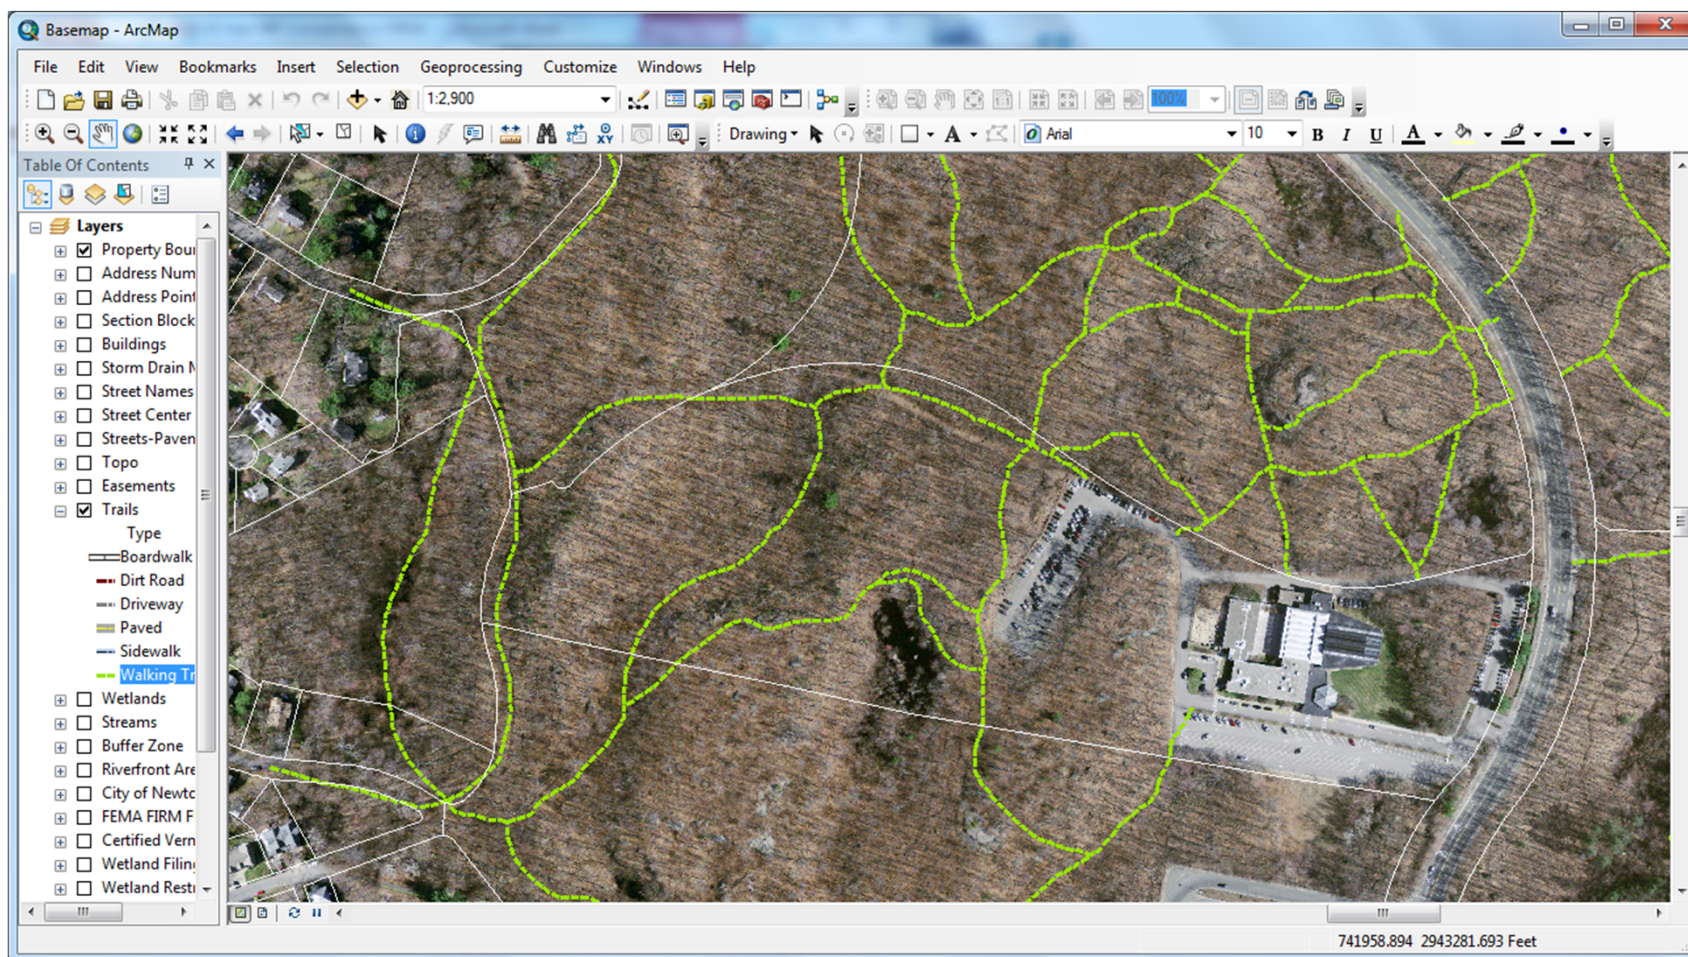 Basemap - ArcMap
File Edit View Bookmarks Insert Selection Geoprocessing Customize Windows Help
1:2,900 100%
Drawing A Arial 10 B I U A
Table Of Contents
Layers
Property Bou
Address Num
Address Point
Section Block
Buildings
Storm Drain M
Street Names
Street Center
Streets-Paven
Topo
Easements
Trails
Type
Boardwalk
Dirt Road
Driveway
Paved
Sidewalk
Walking Tr
Wetlands
Streams
Buffer Zone
Riverfront Are
City of Newtc
FEMA FIRM F
Certified Vern
Wetland Filin
Wetland Restr
741958.894 2943281.693 Feet